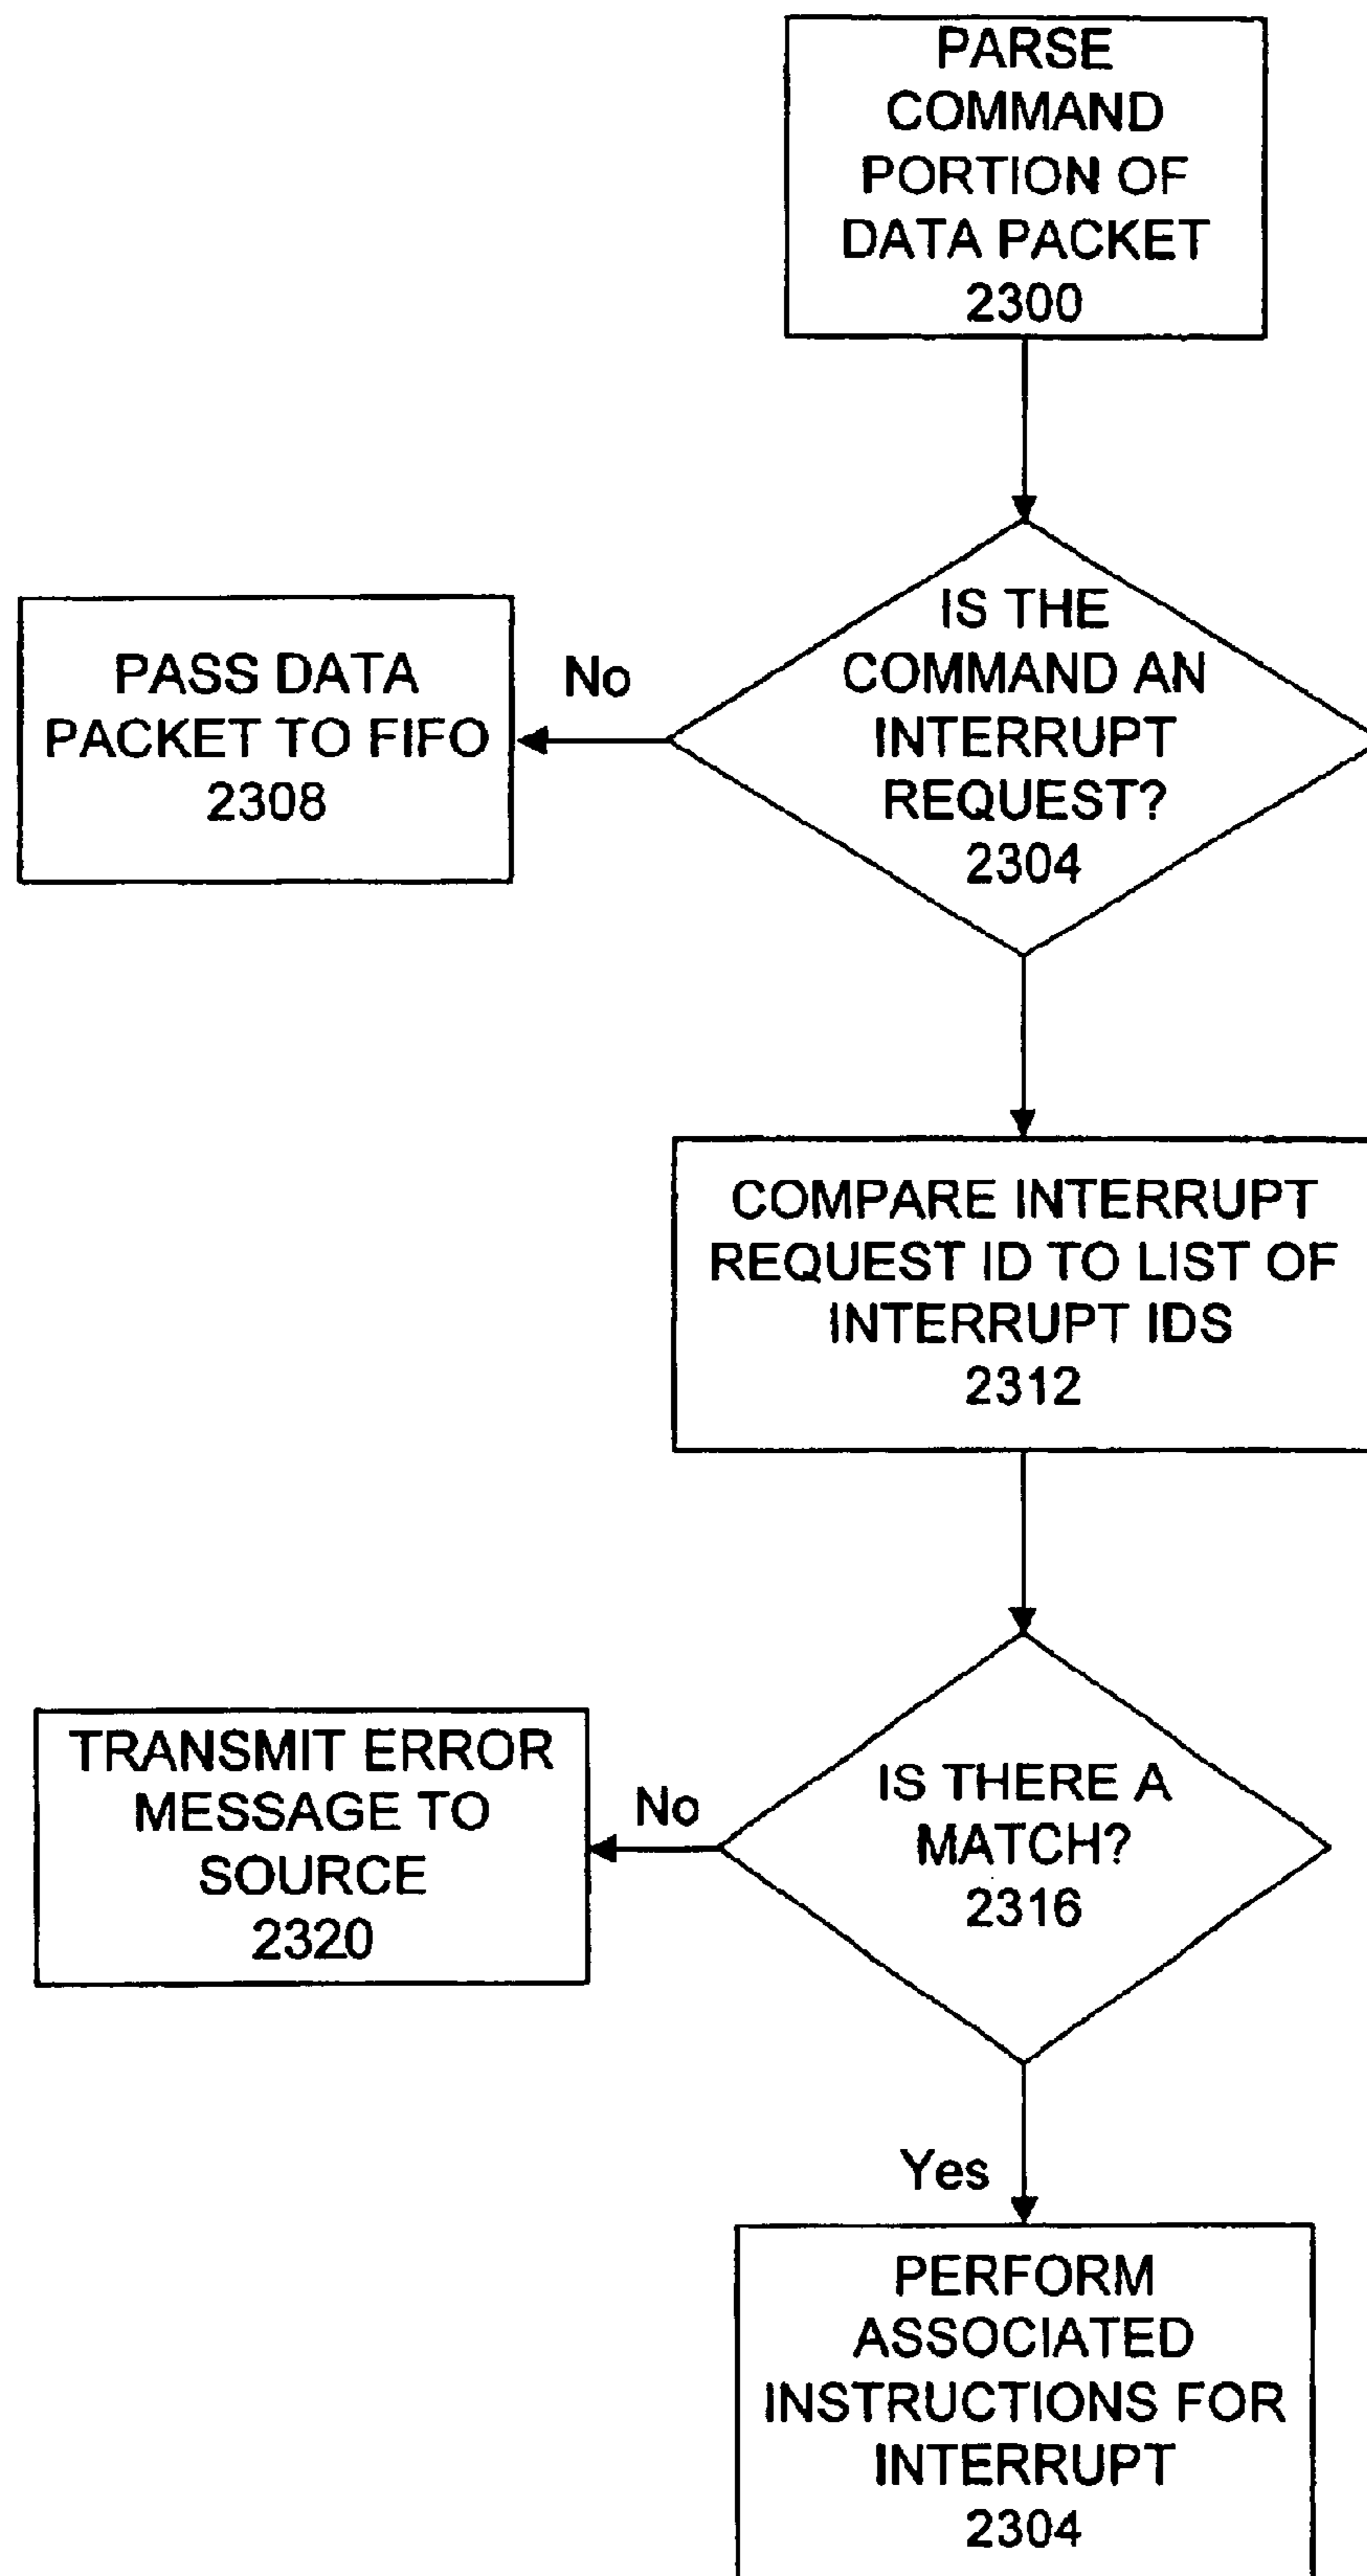 PARSE
COMMAND
PORTION OF
DATA PACKET
2300
IS THE
COMMAND AN
INTERRUPT
REQUEST?
2304
No
PASS DATA
PACKET TO FIFO
2308
COMPARE INTERRUPT
REQUEST ID TO LIST OF
INTERRUPT IDS
2312
IS THERE A
MATCH?
2316
No
TRANSMIT ERROR
MESSAGE TO
SOURCE
2320
Yes
PERFORM
ASSOCIATED
INSTRUCTIONS FOR
INTERRUPT
2304